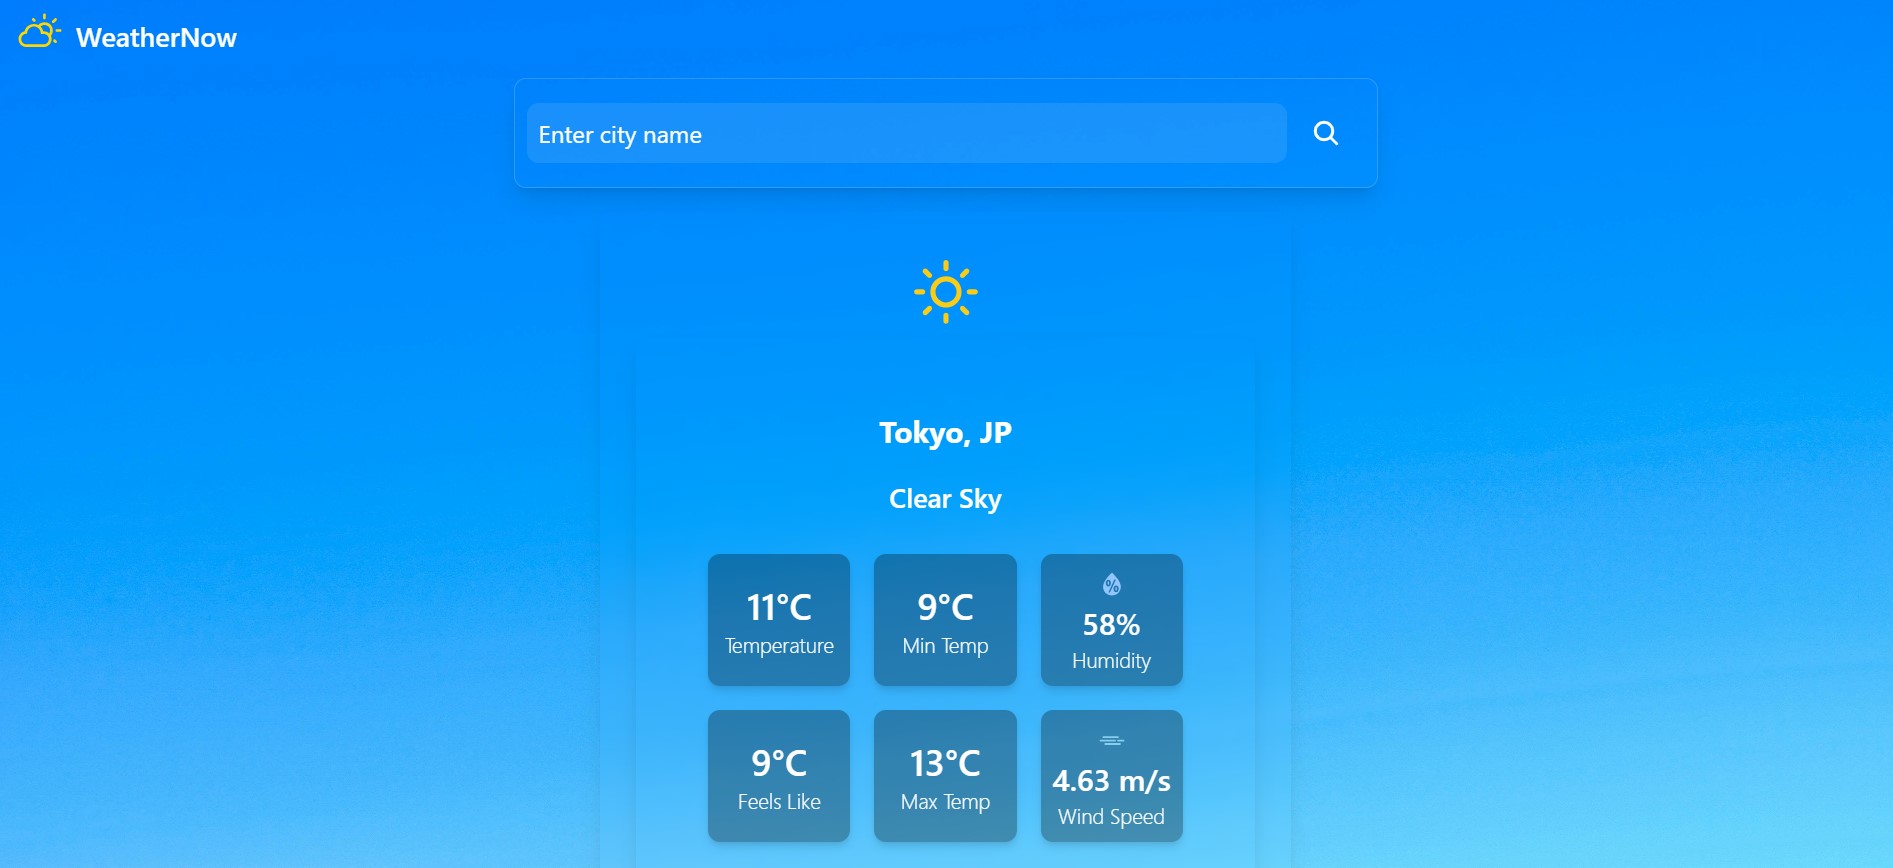 WeatherNow
Enter city name
Tokyo, JP
Clear Sky
11°C
Temperature
9°C
Min Temp
%
58%
Humidity
9°C
Feels Like
13°C
Max Temp
4.63 m/s
Wind Speed